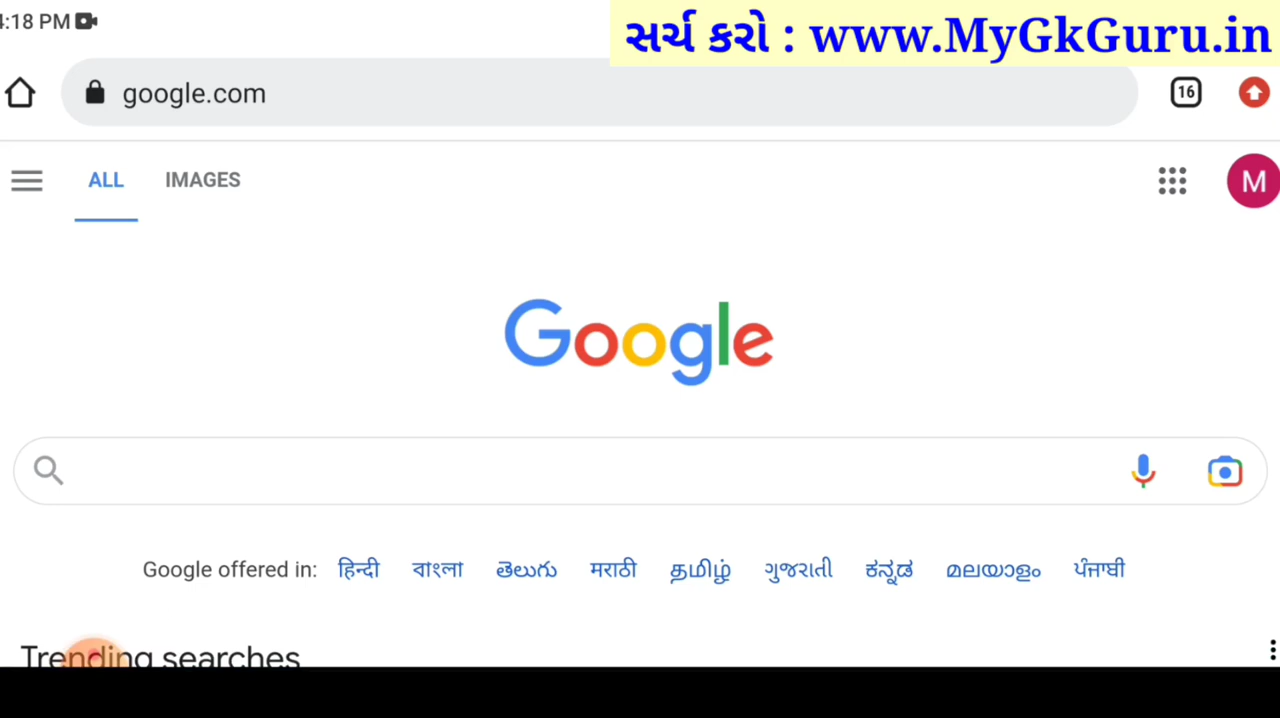 4:18 PM
સર્ચ કરો : www.MyGkGuru.in
google.com
16
ALL IMAGES
M
Google
Google offered in: हिन्दी বাংলা తెలుగు मराठी தமிழ் ગુજરાતી ಕನ್ನಡ മലയാളം ਪੰਜਾਬੀ
Trending searches